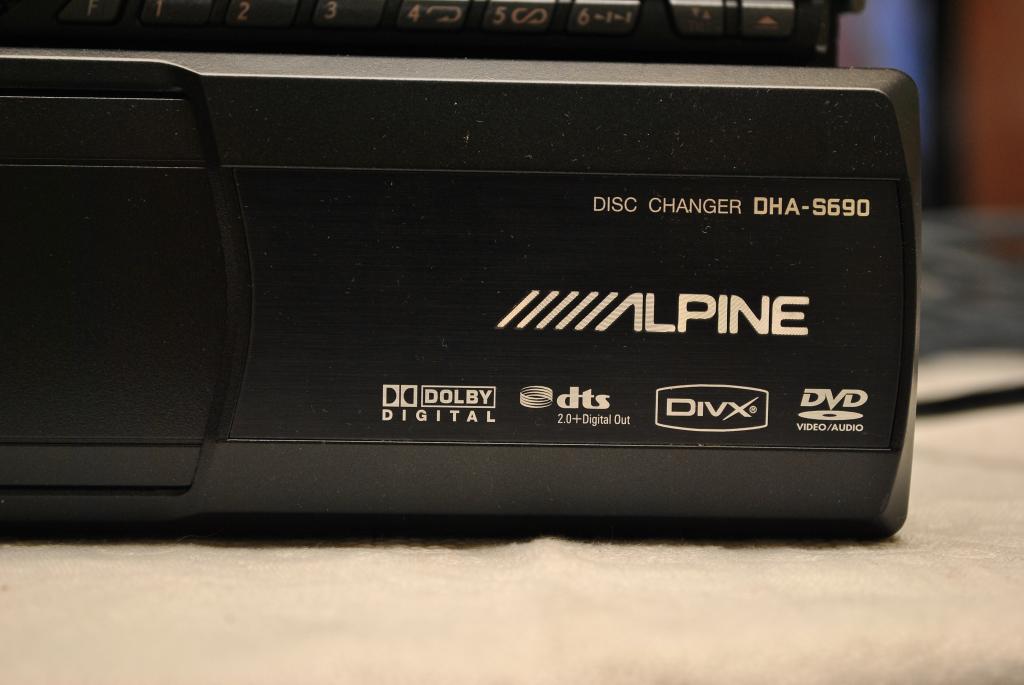 F 1 2 3 4 5 6
DISC CHANGER DHA-S690
ALPINE
DOLBY
DIGITAL
dts
2.0+Digital Out
DIVX®
DVD
VIDEO/AUDIO